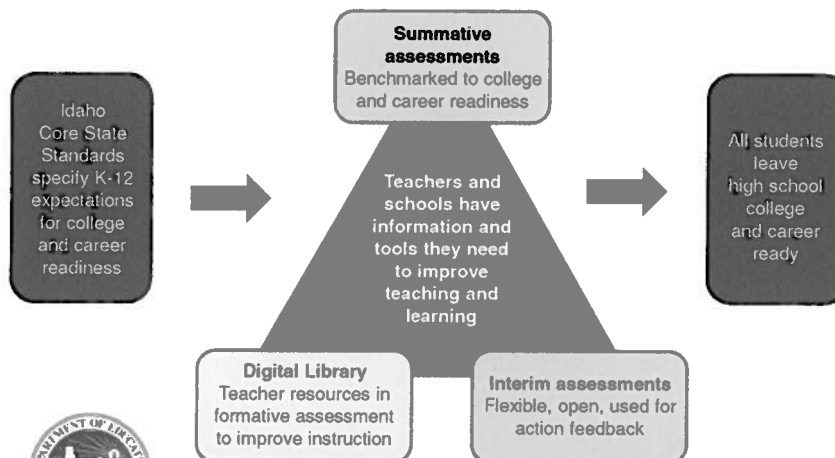 Summative
assessments
Benchmarked to college
and career readiness
Idaho
Core State
Standards
specify K-12
expectations
for college
and career
readiness
Teachers and
schools have
information and
tools they need
to improve
teaching and
learning
All students
leave
high school
college
and career
ready
Digital Library
Teacher resources in
formative assessment
to improve instruction
Interim assessments
Flexible, open, used for
action feedback